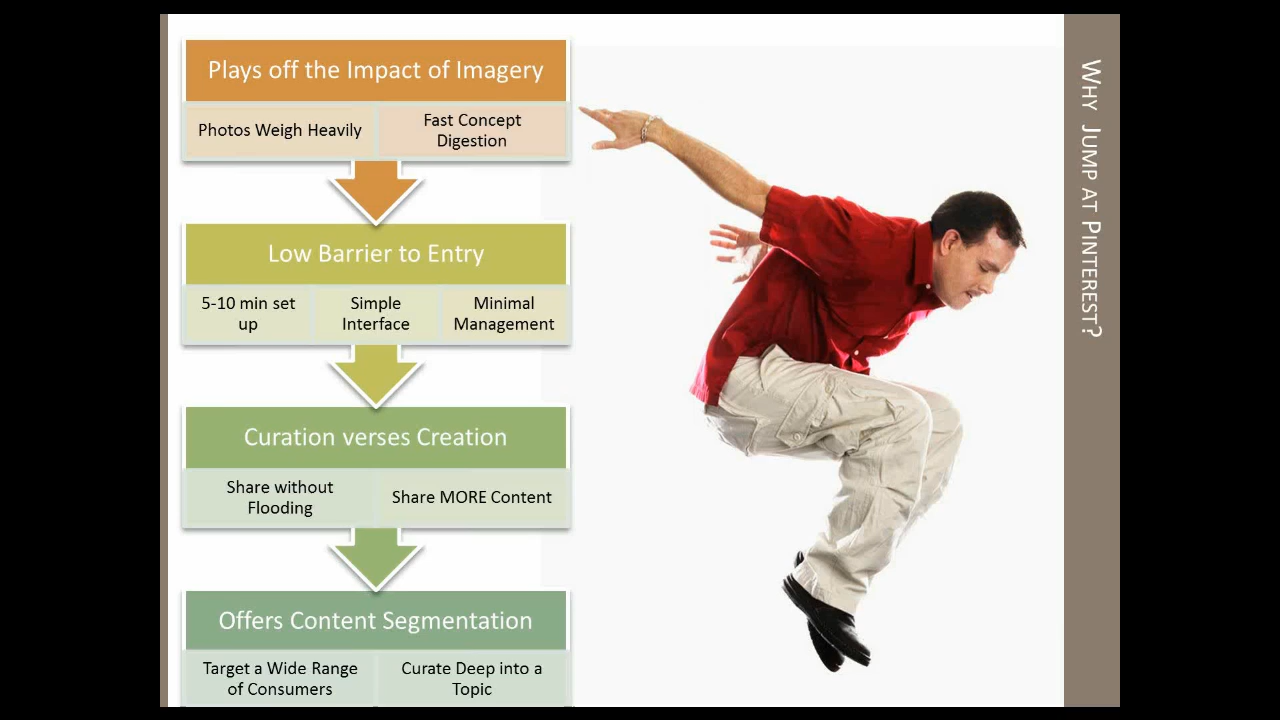 WHY JUMP AT PINTEREST?
Plays off the Impact of Imagery
Photos Weigh Heavily
Fast Concept
Digestion
Low Barrier to Entry
5-10 min set
up
Simple
Interface
Minimal
Management
Curation verses Creation
Share without
Flooding
Share MORE Content
Offers Content Segmentation
Target a Wide Range
of Consumers
Curate Deep into a
Topic